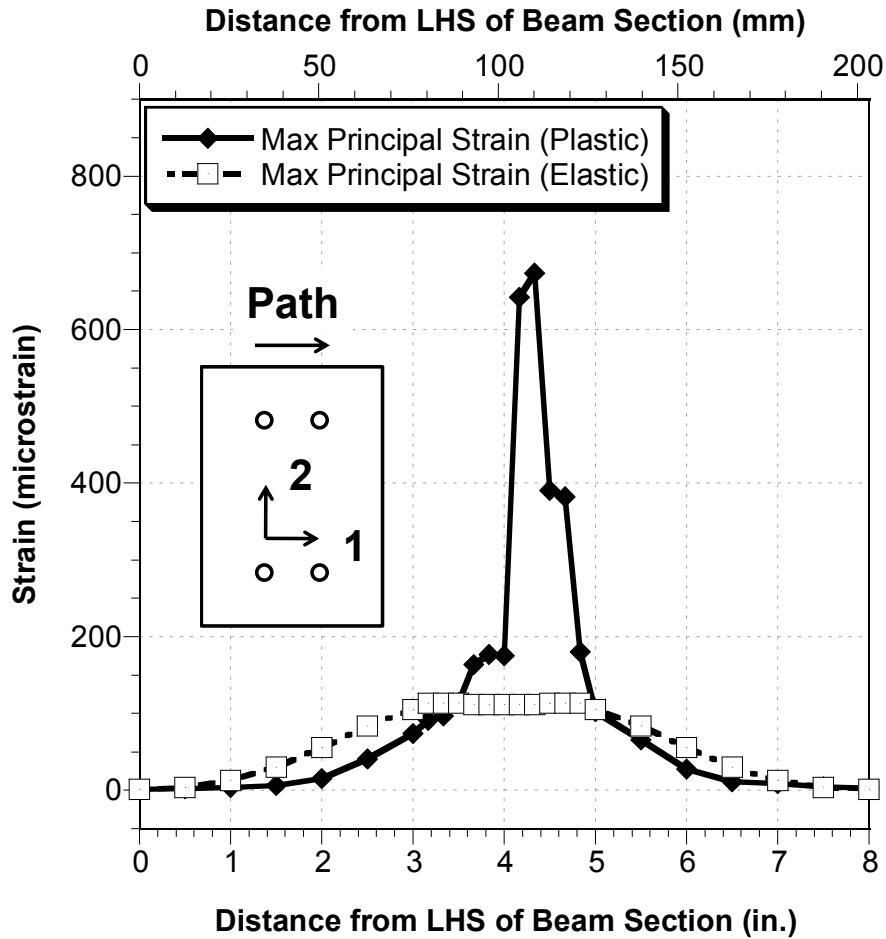 Distance from LHS of Beam Section (mm)
0 50 100 150 200
Max Principal Strain (Plastic)
Max Principal Strain (Elastic)
800
600
400
200
0
Strain (microstrain)
Path
2
1
0 1 2 3 4 5 6 7 8
Distance from LHS of Beam Section (in.)